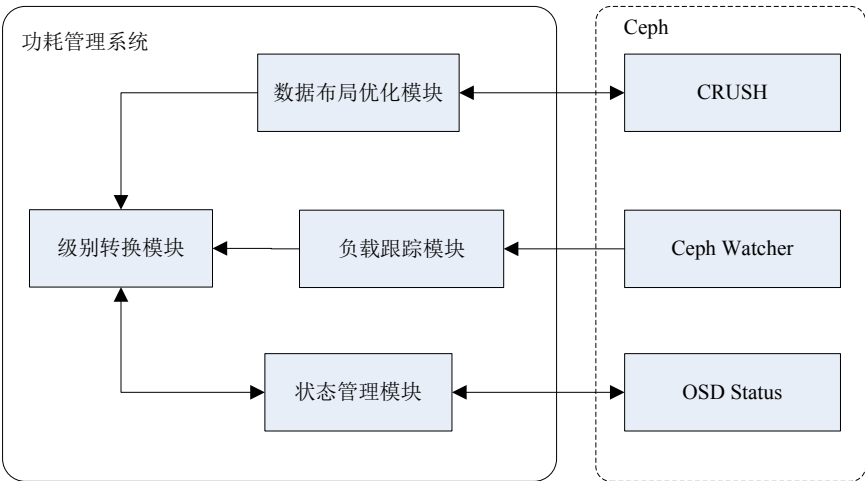 功耗管理系统
Ceph
数据布局优化模块
CRUSH
级别转换模块
负载跟踪模块
Ceph Watcher
状态管理模块
OSD Status